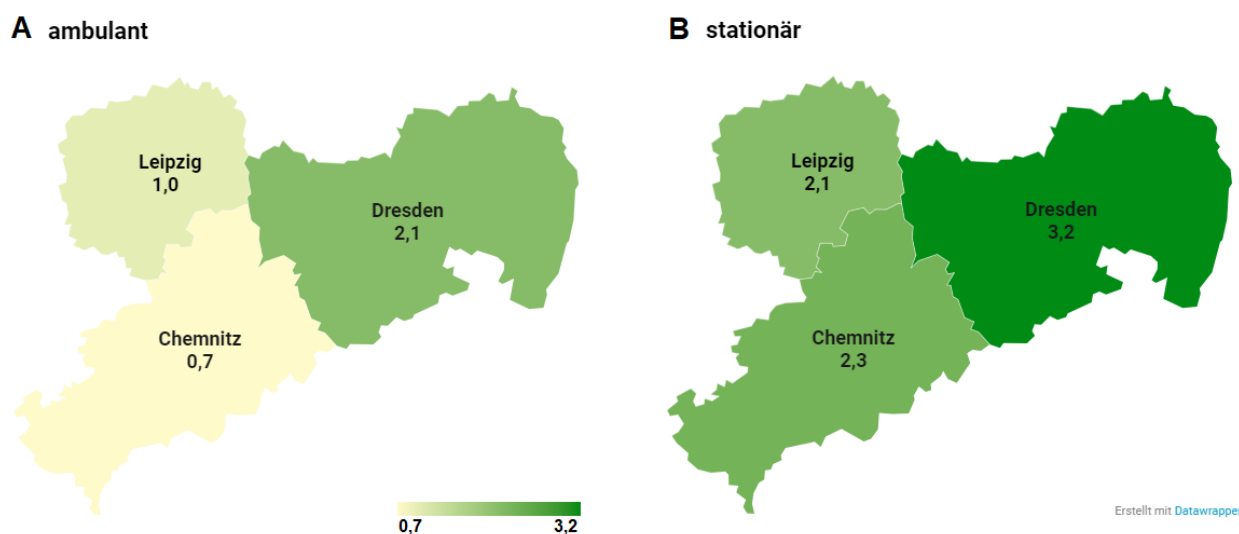 A ambulant
Leipzig
1,0
Dresden
2,1
Chemnitz
0,7
0,7 3,2
B stationär
Leipzig
2,1
Dresden
3,2
Chemnitz
2,3
Erstellt mit Datawrapper